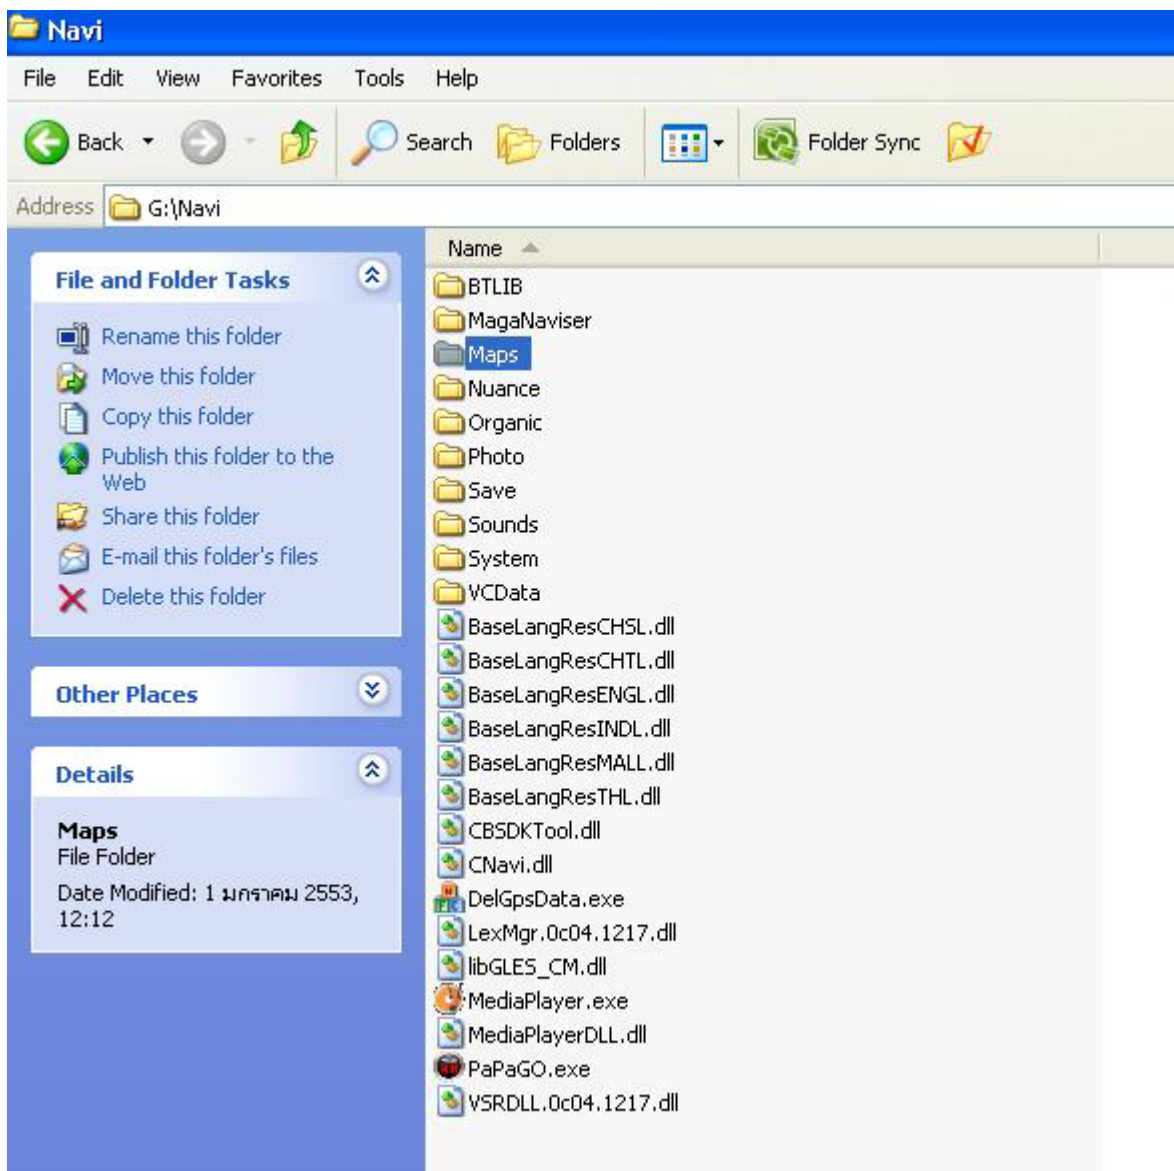 Navi
File Edit View Favorites Tools Help
Back Search Folders Folder Sync
Address G:\Navi
File and Folder Tasks
Rename this folder
Move this folder
Copy this folder
Publish this folder to the
Web
Share this folder
E-mail this folder's files
Delete this folder
Other Places
Details
Maps
File Folder
Date Modified: 1 มกราคม 2553,
12:12
Name
BTLIB
MagaNaviser
Maps
Nuance
Organic
Photo
Save
Sounds
System
VCData
BaseLangResCHSL.dll
BaseLangResCHTL.dll
BaseLangResENGL.dll
BaseLangResINDL.dll
BaseLangResMALL.dll
BaseLangResTHL.dll
CBSDKTool.dll
CNavi.dll
DelGpsData.exe
LexMgr.0c04.1217.dll
libGLES_CM.dll
MediaPlayer.exe
MediaPlayerDLL.dll
PaPaGO.exe
VSRDLL.0c04.1217.dll